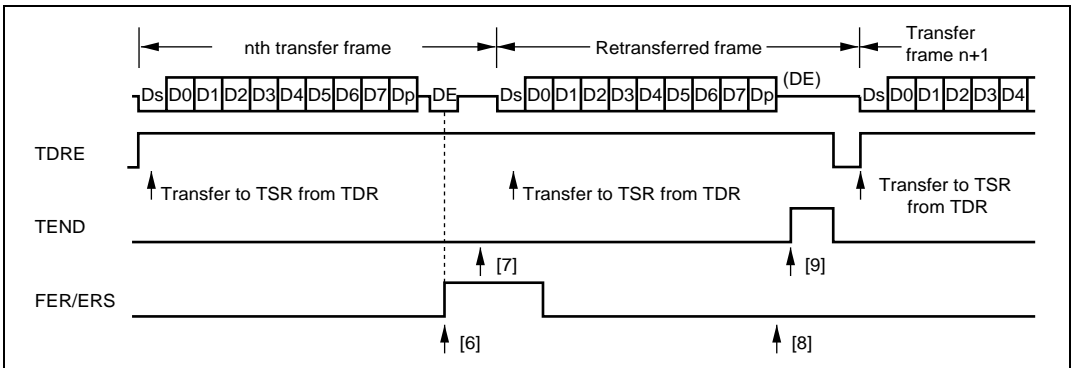 nth transfer frame
Retransferred frame
Transfer
frame n+1
(DE)
Ds D0 D1 D2 D3 D4 D5 D6 D7 Dp DE Ds D0 D1 D2 D3 D4 D5 D6 D7 Dp Ds D0 D1 D2 D3 D4
TDRE
Transfer to TSR from TDR
Transfer to TSR from TDR
Transfer to TSR
from TDR
TEND
[7]
[9]
FER/ERS
[6]
[8]